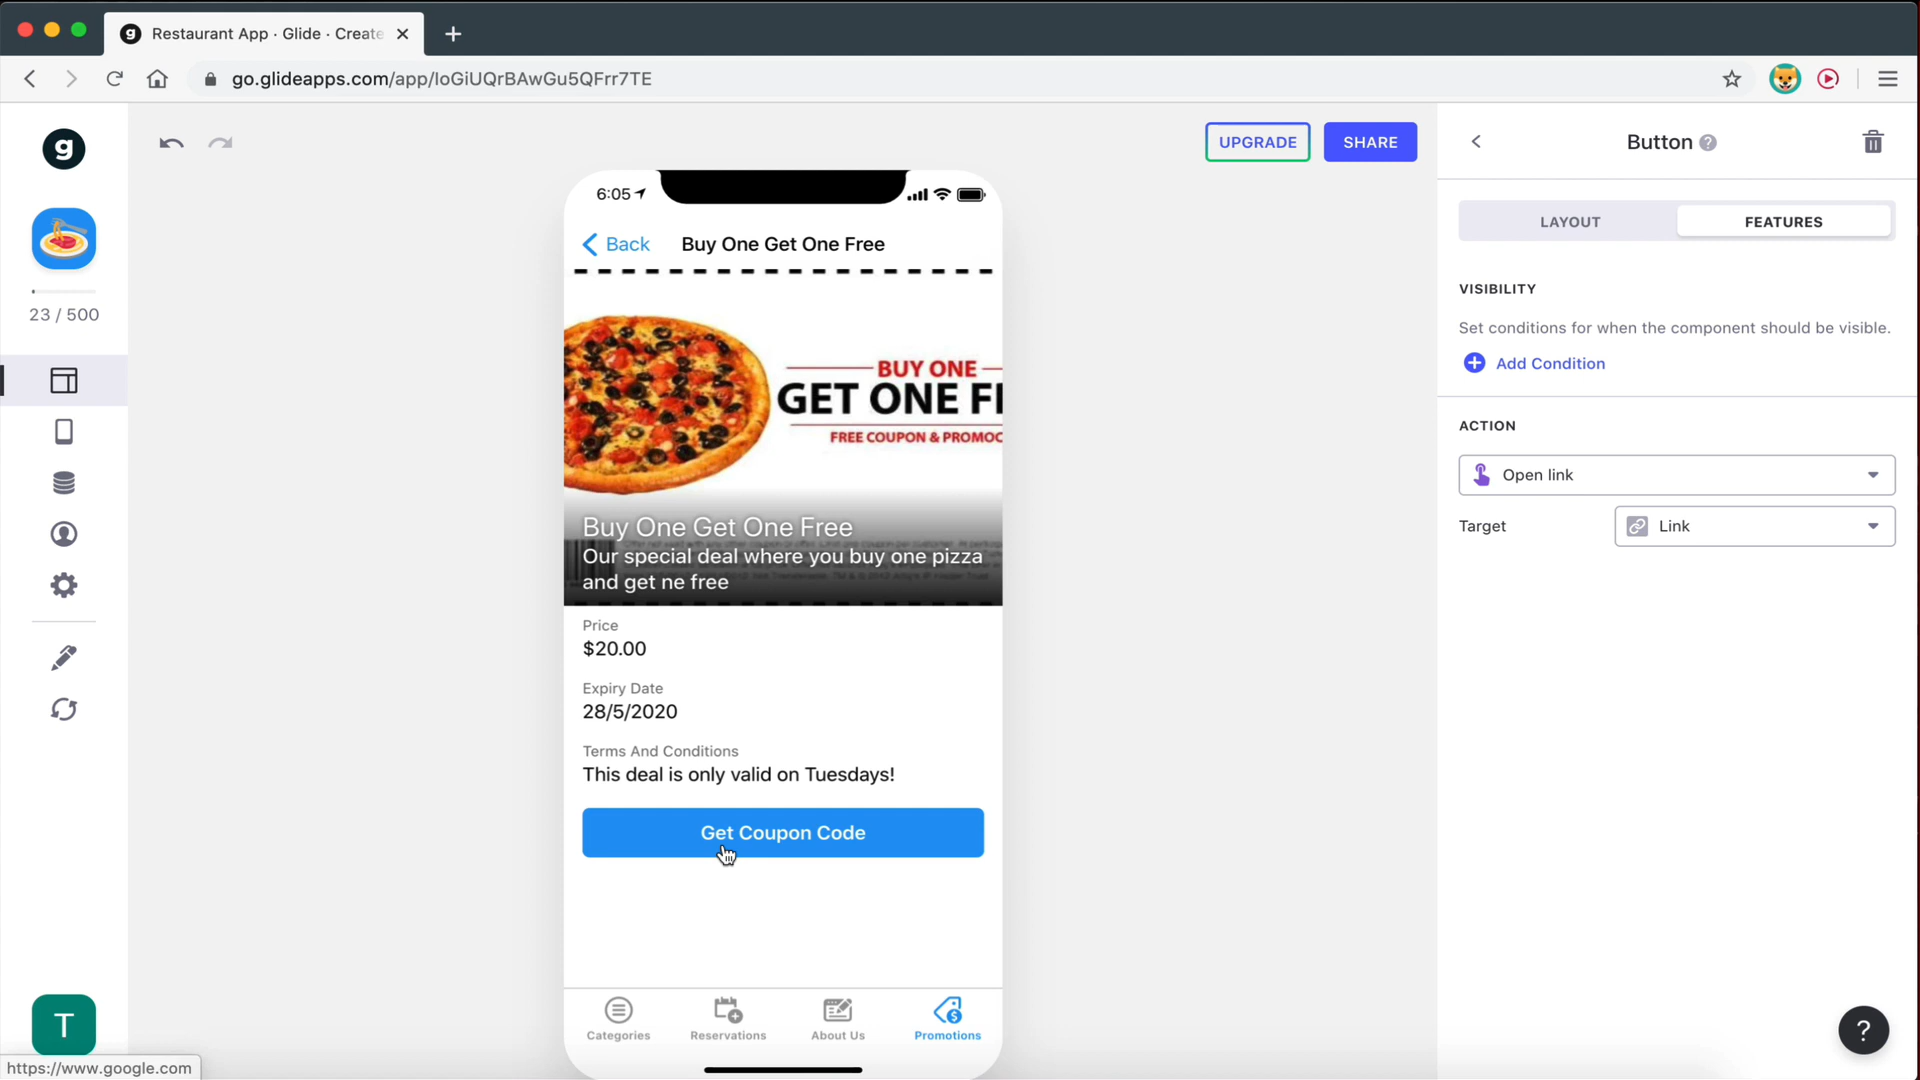 Restaurant App · Glide · Create
go.glideapps.com/app/IoGiUQrBAwGu5QFrr7TE
g
23 / 500
UPGRADE
SHARE
Button ?
LAYOUT
FEATURES
VISIBILITY
Set conditions for when the component should be visible.
Add Condition
ACTION
Open link
Target
Link
6:05
Back
Buy One Get One Free
BUY ONE
GET ONE F
FREE COUPON & PROMOC
Buy One Get One Free
Our special deal where you buy one pizza
and get ne free
Price
$20.00
Expiry Date
28/5/2020
Terms And Conditions
This deal is only valid on Tuesdays!
Get Coupon Code
Categories
Reservations
About Us
Promotions
T
?
https://www.google.com